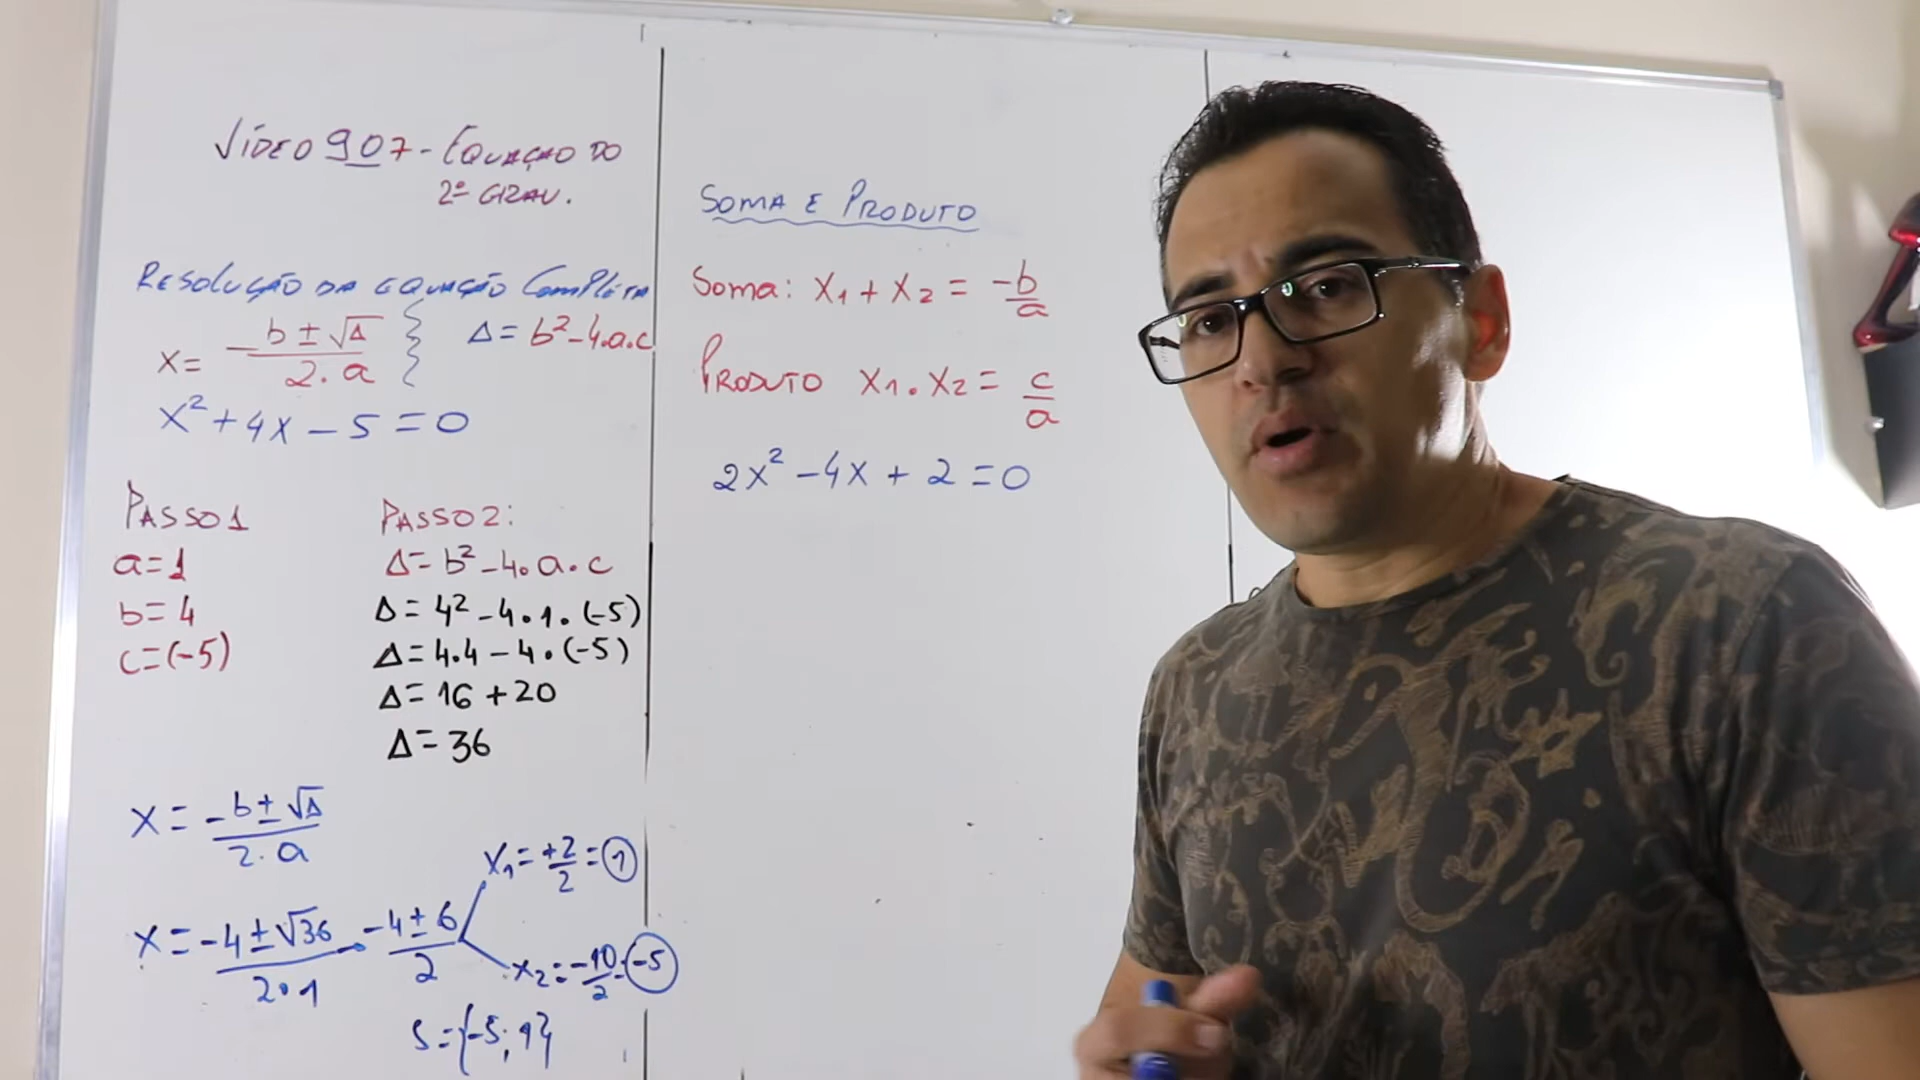 VÍDEO 907 - EQUAÇÃO DO
2º GRAU.
RESOLUÇÃO DA EQUAÇÃO COMPLETA
x = -b ± √Δ / 2.a } Δ = b² - 4.a.c
x² + 4x - 5 = 0
PASSO 1
a = 1
b = 4
c = (-5)
PASSO 2:
Δ = b² - 4.a.c
Δ = 4² - 4.1.(-5)
Δ = 4.4 - 4.(-5)
Δ = 16 + 20
Δ = 36
x = -b ± √Δ / 2.a
x = -4 ± √36 / 2.1 → -4 ± 6 / 2
x₁ = +2/2 = 1
x₂ = -10/2 = -5
S = {-5; 1}
SOMA E PRODUTO
Soma: x₁ + x₂ = -b/a
PRODUTO x₁ . x₂ = c/a
2x² - 4x + 2 = 0